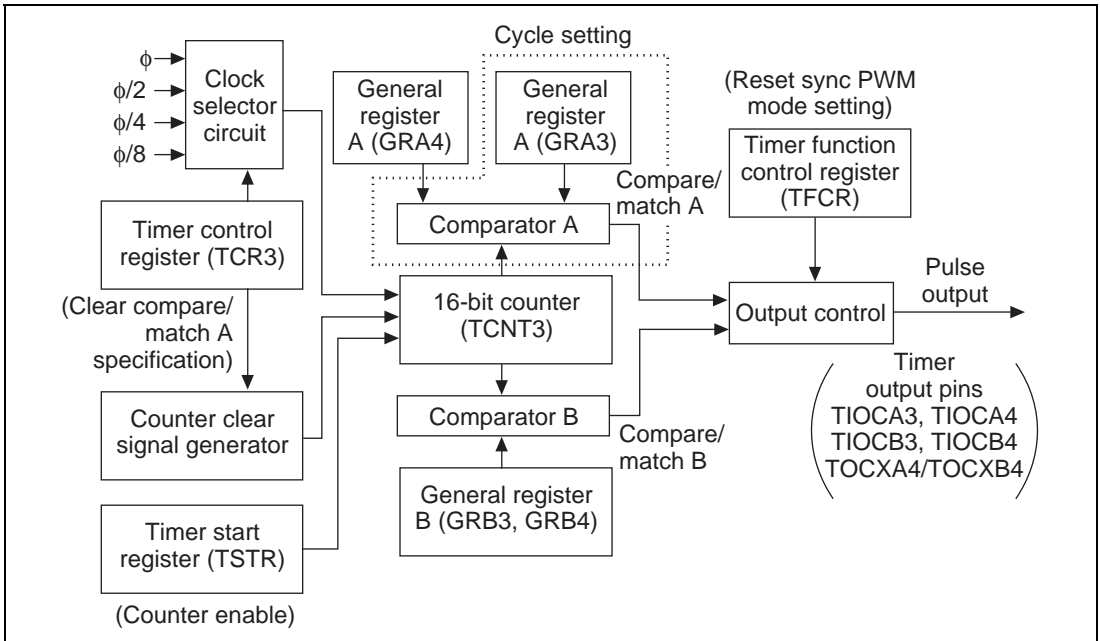 Cycle setting
ϕ
ϕ/2
ϕ/4
ϕ/8
Clock
selector
circuit
General
register
A (GRA4)
General
register
A (GRA3)
(Reset sync PWM
mode setting)
Timer function
control register
(TFCR)
Compare/
match A
Timer control
register (TCR3)
Comparator A
(Clear compare/
match A
specification)
16-bit counter
(TCNT3)
Output control
Pulse
output
Timer
output pins
TIOCA3, TIOCA4
TIOCB3, TIOCB4
TOCXA4/TOCXB4
Counter clear
signal generator
Comparator B
Compare/
match B
General register
B (GRB3, GRB4)
Timer start
register (TSTR)
(Counter enable)